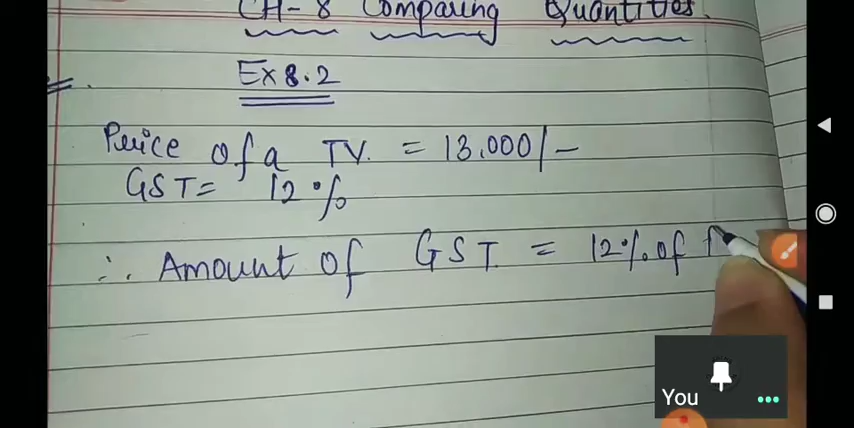 CH-8 Comparing Quantities.
Ex 8.2
Price of a TV. = 13,000/-
GST= 12%
∴ Amount of GST = 12% of
You